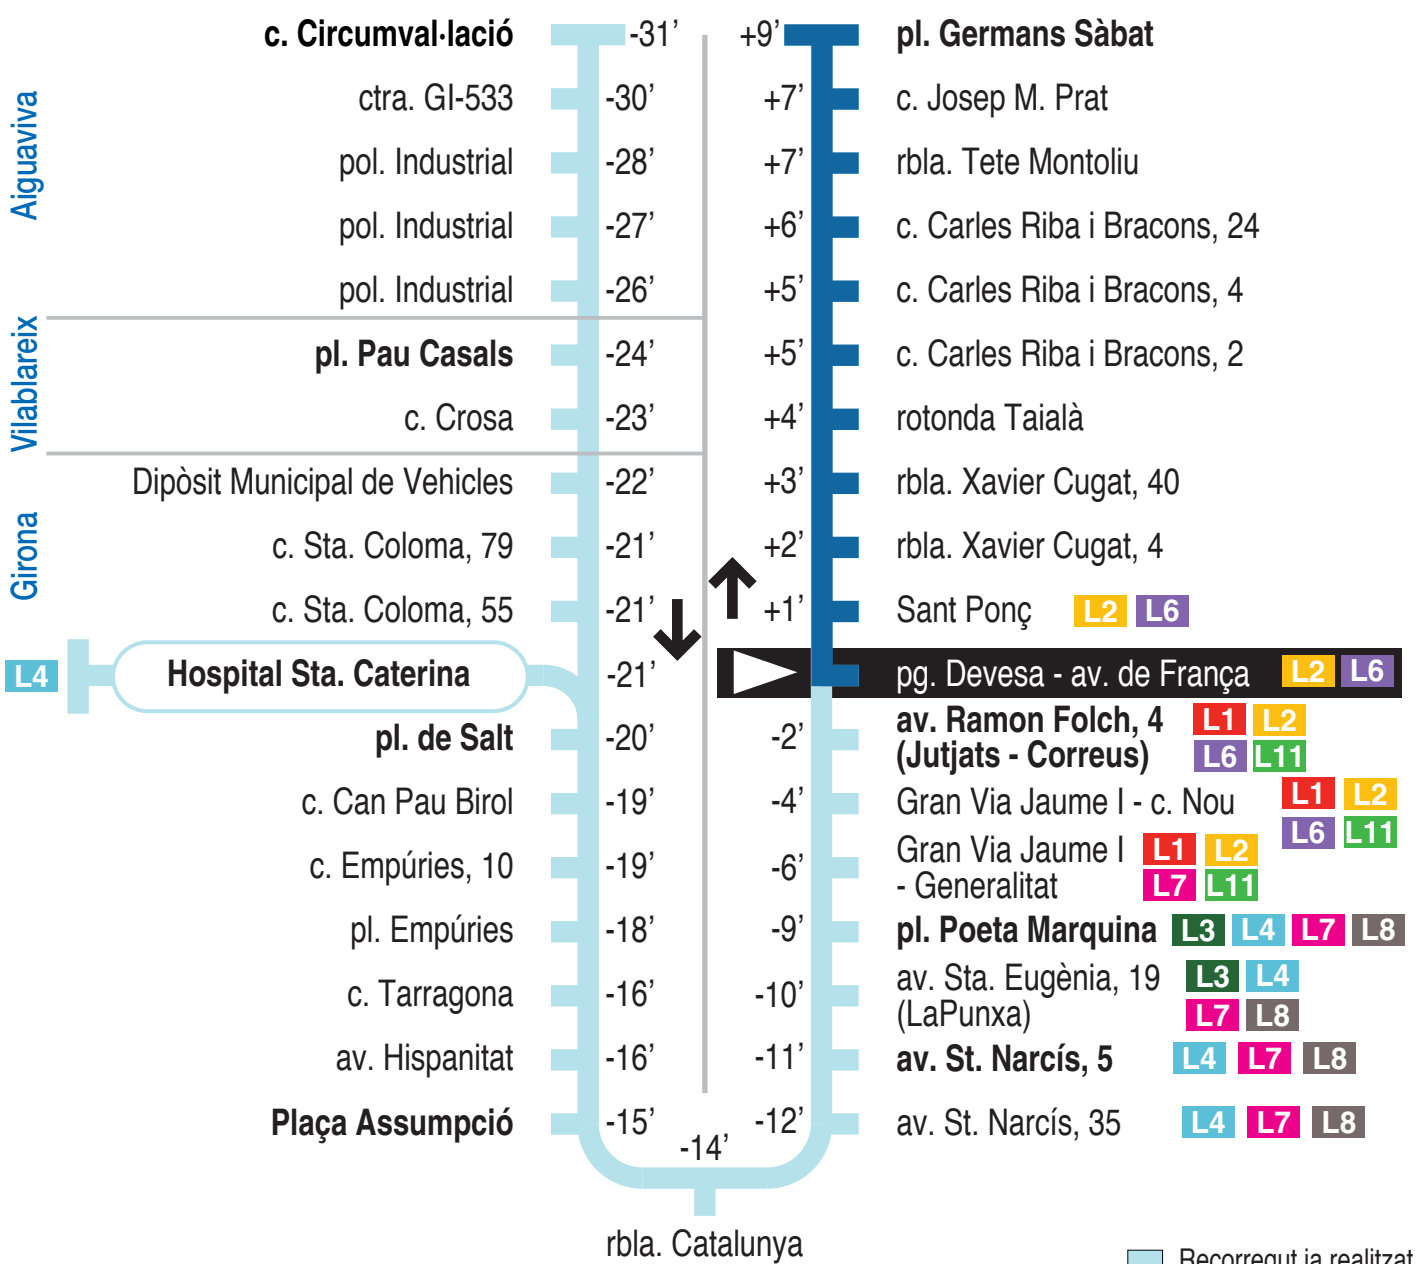 Aiguaviva
c. Circumval·lació -31’
ctra. GI-533 -30’
pol. Industrial -28’
pol. Industrial -27’
pol. Industrial -26’
Vilablareix
pl. Pau Casals -24’
c. Crosa -23’
Girona
Dipòsit Municipal de Vehicles -22’
c. Sta. Coloma, 79 -21’
c. Sta. Coloma, 55 -21’
L4 Hospital Sta. Caterina -21’
pl. de Salt -20’
c. Can Pau Birol -19’
c. Empúries, 10 -19’
pl. Empúries -18’
c. Tarragona -16’
av. Hispanitat -16’
Plaça Assumpció -15’
-14’
rbla. Catalunya
+9’ pl. Germans Sàbat
+7’ c. Josep M. Prat
+7’ rbla. Tete Montoliu
+6’ c. Carles Riba i Bracons, 24
+5’ c. Carles Riba i Bracons, 4
+5’ c. Carles Riba i Bracons, 2
+4’ rotonda Taialà
+3’ rbla. Xavier Cugat, 40
+2’ rbla. Xavier Cugat, 4
+1’ Sant Ponç L2 L6
pg. Devesa - av. de França L2 L6
-2’ av. Ramon Folch, 4 L1 L2
(Jutjats - Correus) L6 L11
-4’ Gran Via Jaume I - c. Nou L1 L2
L6 L11
-6’ Gran Via Jaume I L1 L2
- Generalitat L7 L11
-9’ pl. Poeta Marquina L3 L4 L7 L8
-10’ av. Sta. Eugènia, 19 L3 L4
(LaPunxa) L7 L8
-11’ av. St. Narcís, 5 L4 L7 L8
-12’ av. St. Narcís, 35 L4 L7 L8
Recorregut ja realitzat